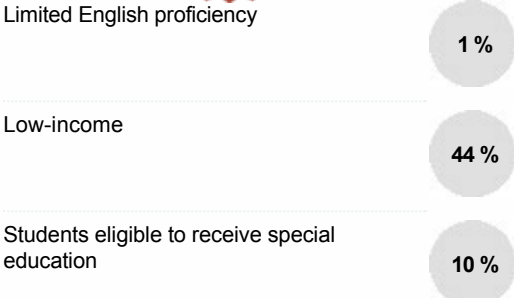 Limited English proficiency
1 %
Low-income
44 %
Students eligible to receive special
education
10 %